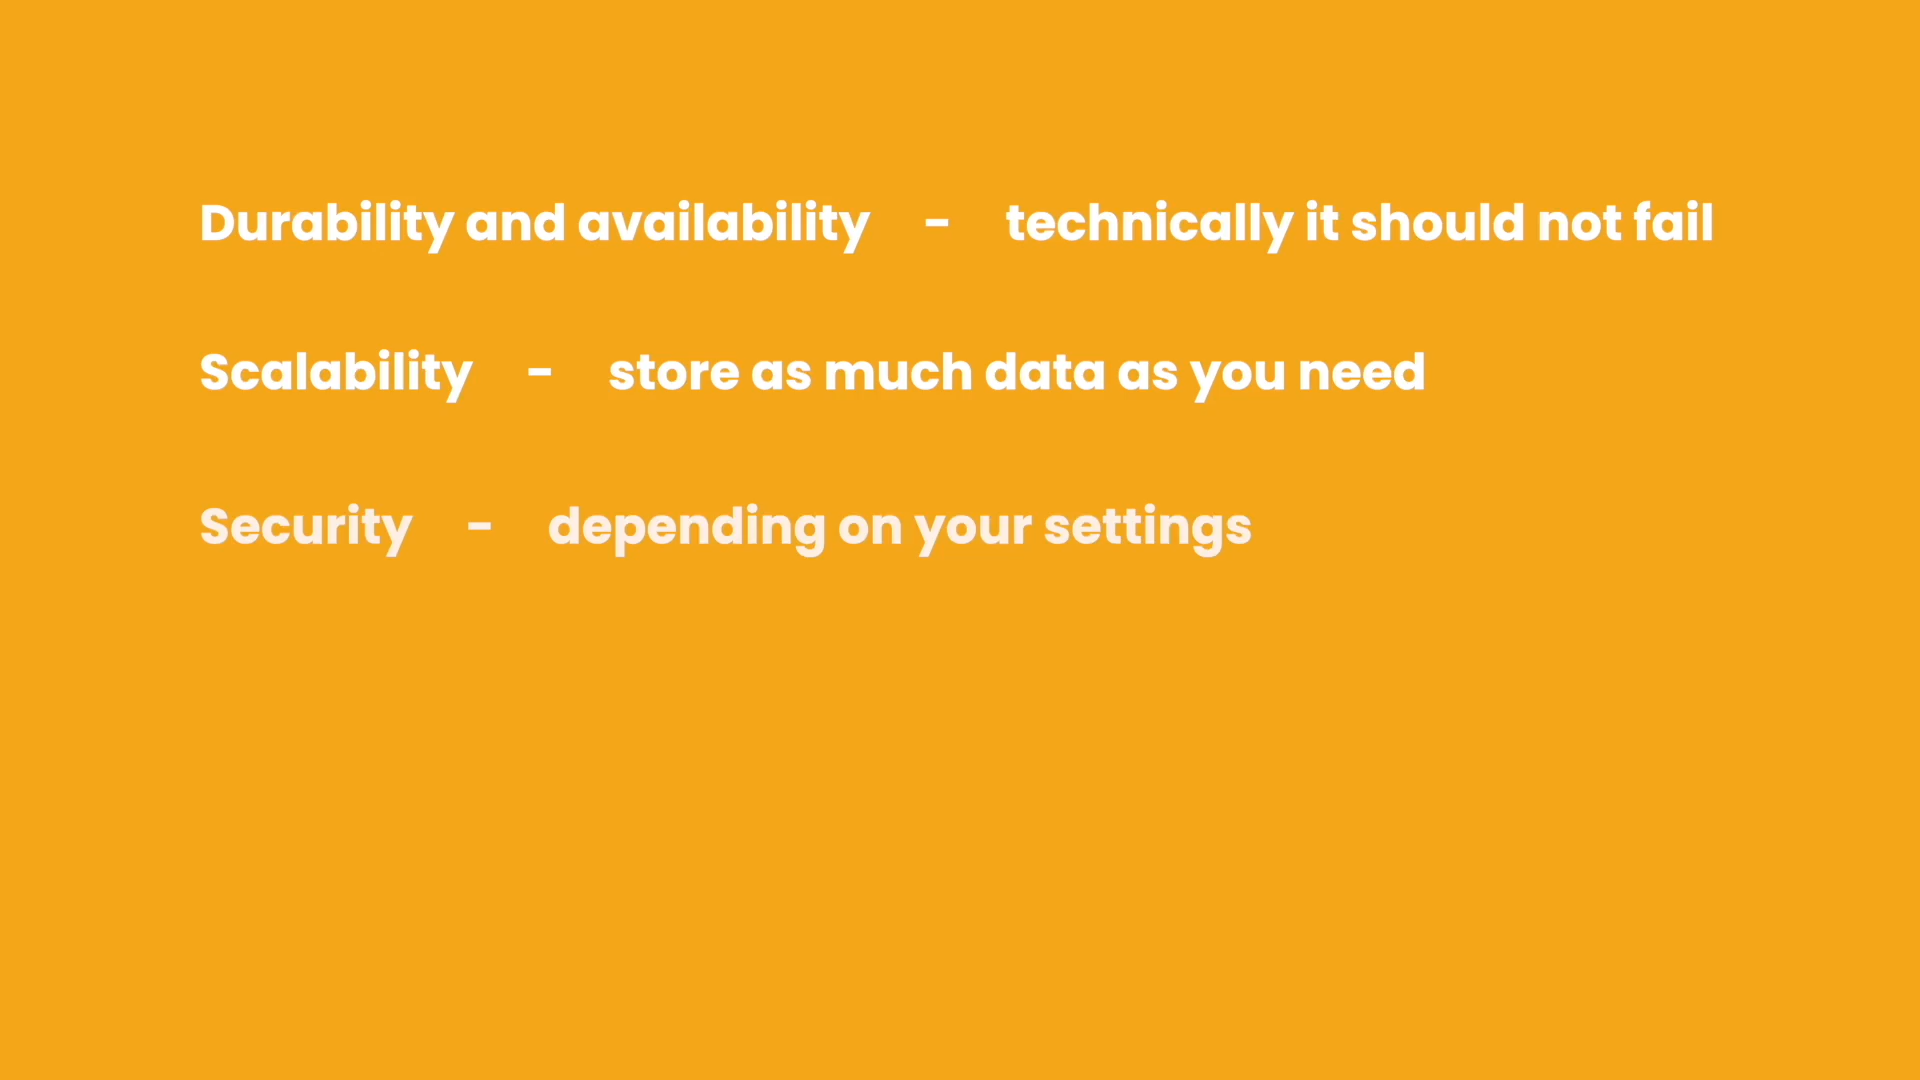 Durability and availability - technically it should not fail
Scalability - store as much data as you need
Security - depending on your settings